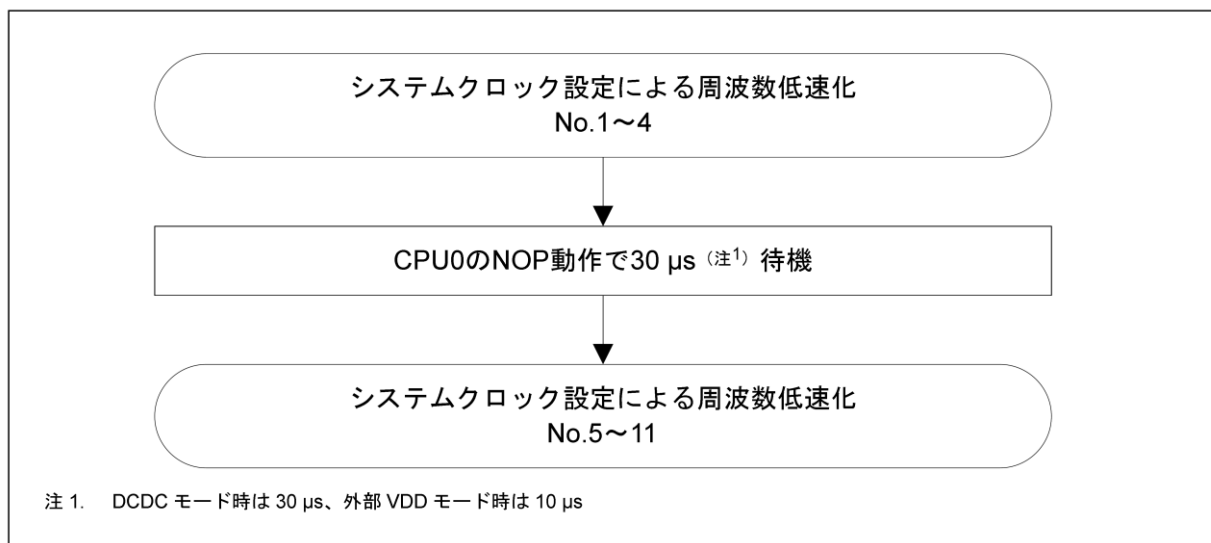 システムクロック設定による周波数低速化
No.1～4
CPU0のNOP動作で30 µs（注1）待機
システムクロック設定による周波数低速化
No.5～11
注 1. DCDC モード時は 30 µs、外部 VDD モード時は 10 µs